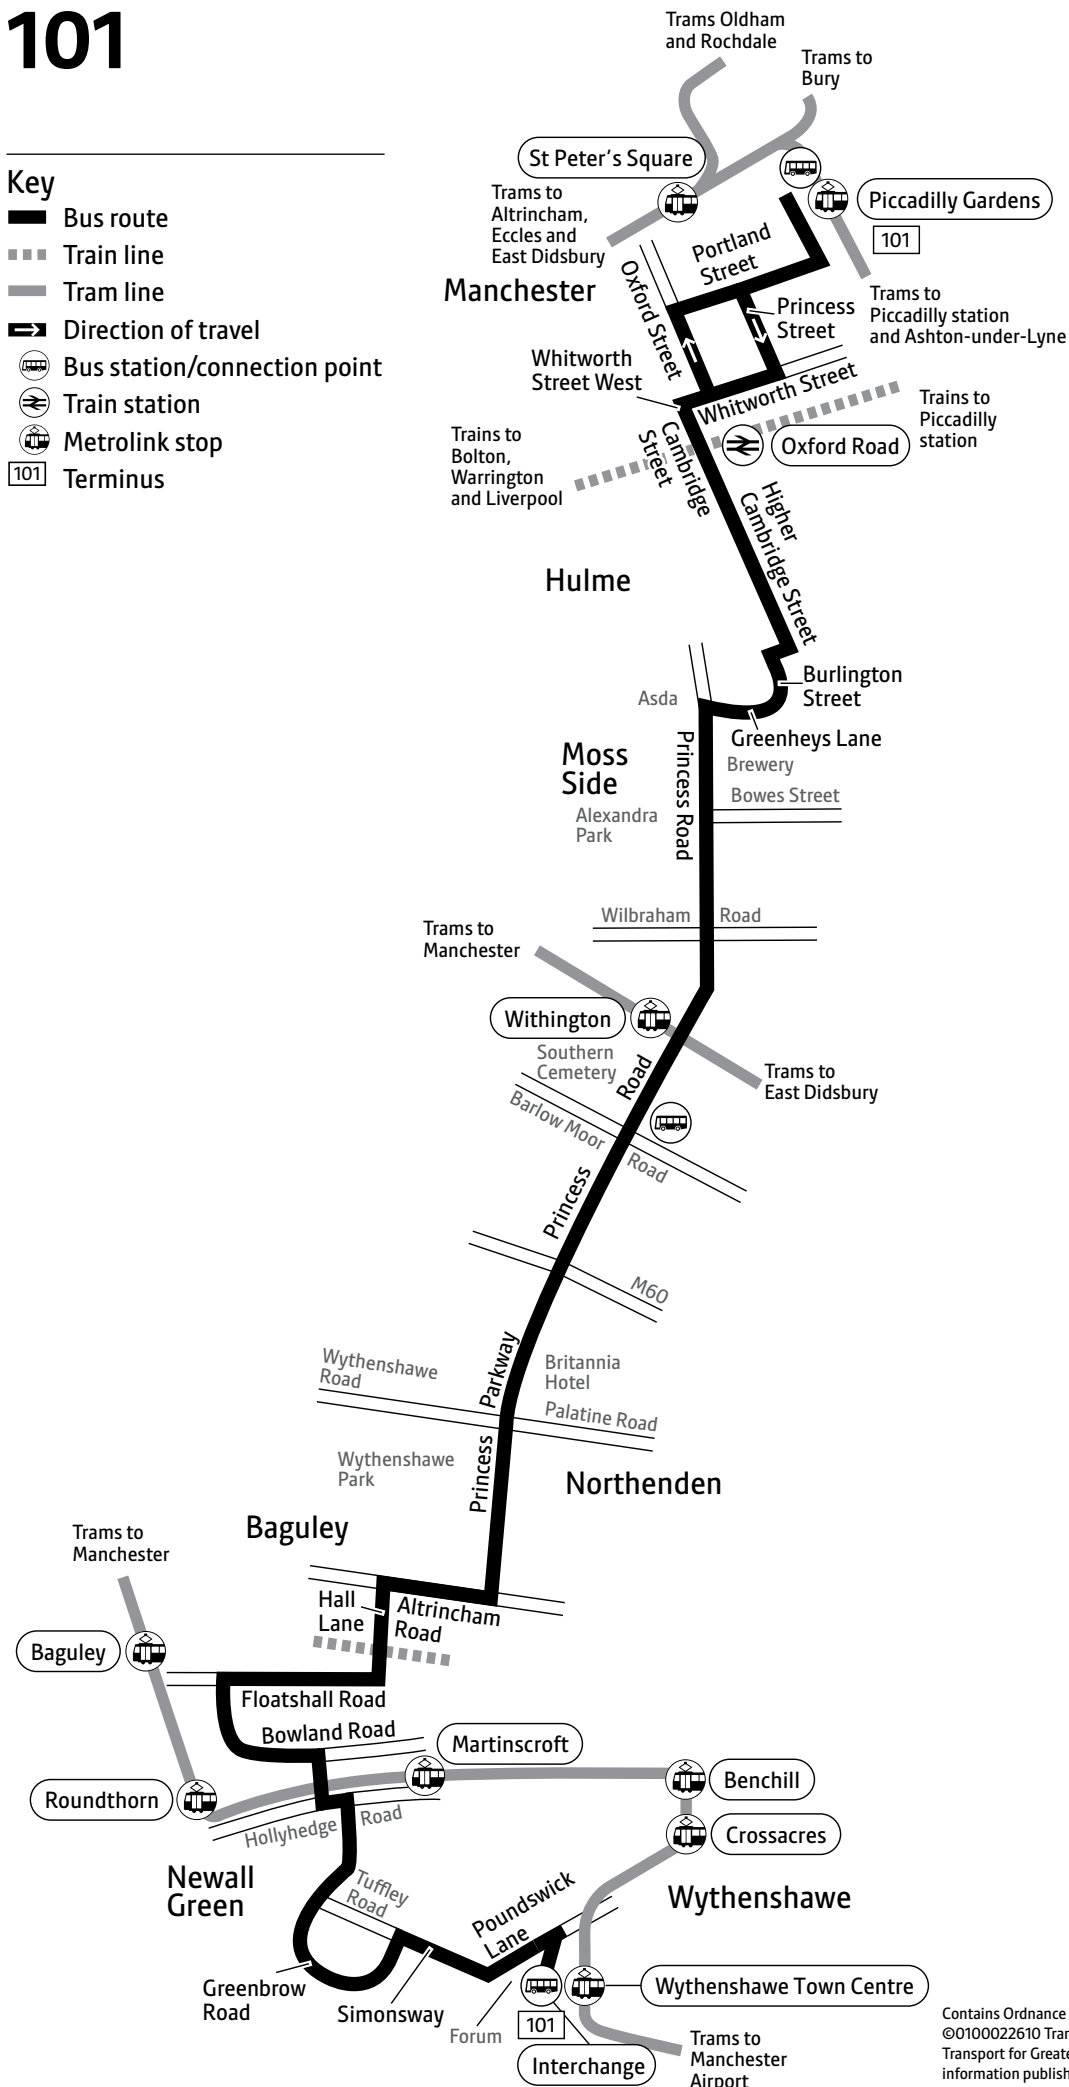 101
Key
Bus route
Train line
Tram line
Direction of travel
Bus station/connection point
Train station
Metrolink stop
101 Terminus
Trams Oldham
and Rochdale
Trams to
Bury
St Peter's Square
Trams to
Altrincham,
Eccles and
East Didsbury
Piccadilly Gardens
101
Portland
Street
Manchester
Oxford Street
Princess
Street
Trams to
Piccadilly station
and Ashton-under-Lyne
Whitworth
Street West
Whitworth Street
Trains to
Piccadilly
station
Oxford Road
Trains to
Bolton,
Warrington
and Liverpool
Cambridge
Street
Higher
Cambridge Street
Hulme
Burlington
Street
Asda
Greenheys Lane
Moss
Side
Princess Road
Brewery
Bowes Street
Alexandra
Park
Wilbraham Road
Trams to
Manchester
Withington
Southern
Cemetery
Trams to
East Didsbury
Barlow Moor Road
Princess Road
M60
Wythenshawe
Road
Britannia
Hotel
Palatine Road
Princess Parkway
Wythenshawe
Park
Northenden
Baguley
Trams to
Manchester
Hall
Lane
Altrincham
Road
Baguley
Floatshall Road
Bowland Road
Martinscroft
Benchill
Roundthorn
Hollyhedge Road
Crossacres
Newall
Green
Tuffley
Road
Poundswick
Lane
Wythenshawe
Greenbrow
Road
Simonsway
Forum
101
Wythenshawe Town Centre
Interchange
Trams to
Manchester
Airport
Contains Ordnance
©0100022610 Tran
Transport for Greate
information publish